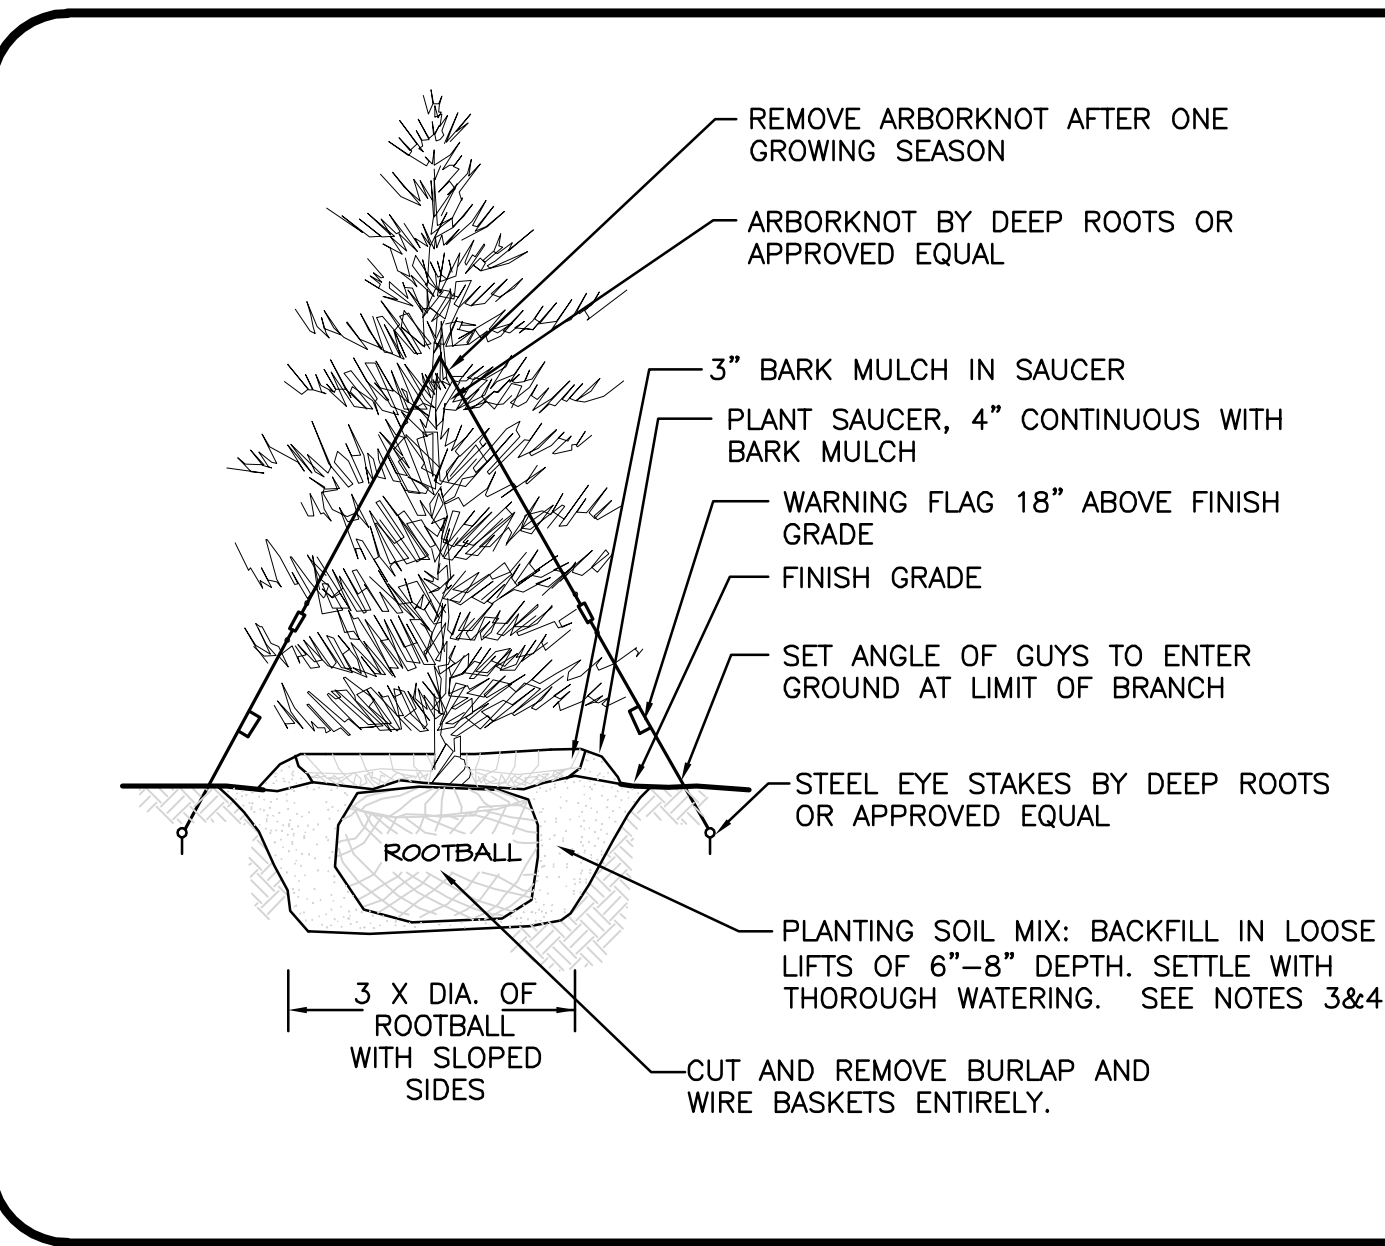 REMOVE ARBORKNOT AFTER ONE
GROWING SEASON
ARBORKNOT BY DEEP ROOTS OR
APPROVED EQUAL
3" BARK MULCH IN SAUCER
PLANT SAUCER, 4" CONTINUOUS WITH
BARK MULCH
WARNING FLAG 18" ABOVE FINISH
GRADE
FINISH GRADE
SET ANGLE OF GUYS TO ENTER
GROUND AT LIMIT OF BRANCH
STEEL EYE STAKES BY DEEP ROOTS
OR APPROVED EQUAL
ROOTBALL
PLANTING SOIL MIX: BACKFILL IN LOOSE
LIFTS OF 6"-8" DEPTH. SETTLE WITH
THOROUGH WATERING. SEE NOTES 3&4
3 X DIA. OF
ROOTBALL
WITH SLOPED
SIDES
CUT AND REMOVE BURLAP AND
WIRE BASKETS ENTIRELY.